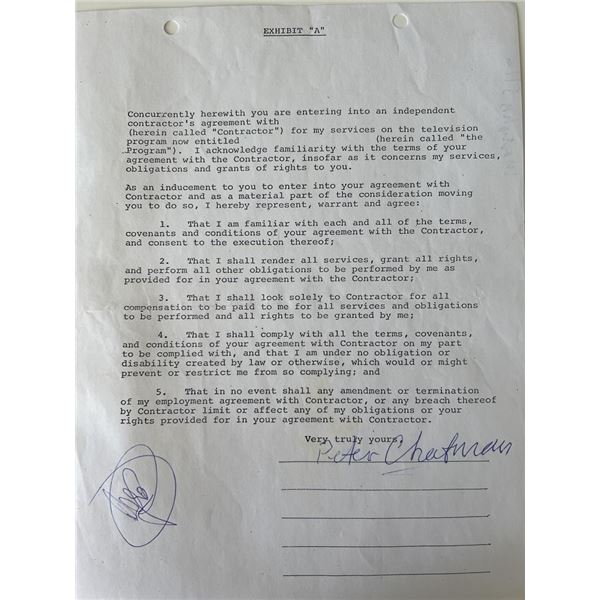 EXHIBIT "A"
Concurrently herewith you are entering into an independent
contractor's agreement with
(herein called "Contractor") for my services on the television
program now entitled (herein called "the
Program"). I acknowledge familiarity with the terms of your
agreement with the Contractor, insofar as it concerns my services,
obligations and grants of rights to you.
As an inducement to you to enter into your agreement with
Contractor and as a material part of the consideration moving
you to do so, I hereby represent, warrant and agree:
1. That I am familiar with each and all of the terms,
covenants and conditions of your agreement with the Contractor,
and consent to the execution thereof;
2. That I shall render all services, grant all rights,
and perform all other obligations to be performed by me as
provided for in your agreement with the Contractor;
3. That I shall look solely to Contractor for all
compensation to be paid to me for all services and obligations
to be performed and all rights to be granted by me;
4. That I shall comply with all the terms, covenants,
and conditions of your agreement with Contractor on my part
to be complied with, and that I am under no obligation or
disability created by law or otherwise, which would or might
prevent or restrict me from so complying; and
5. That in no event shall any amendment or termination
of my employment agreement with Contractor, or any breach thereof
by Contractor limit or affect any of my obligations or your
rights provided for in your agreement with Contractor.
Very truly yours,
Peter Chatman